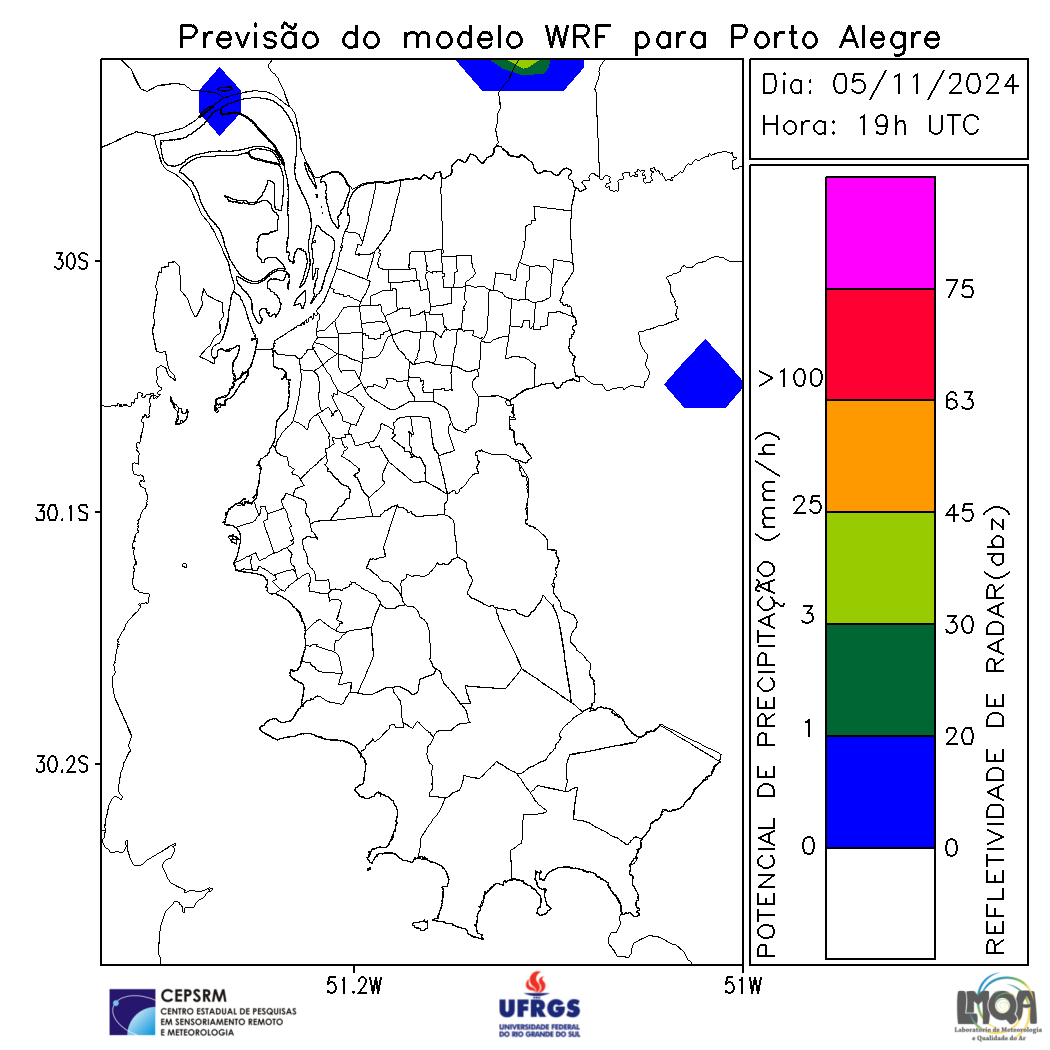 Previsão do modelo WRF para Porto Alegre
Dia: 05/11/2024
Hora: 19h UTC
30S
30.1S
30.2S
51.2W
51W
POTENCIAL DE PRECIPITAÇÃO (mm/h)
>100
25
3
1
0
75
63
45
30
20
0
REFLETIVIDADE DE RADAR(dbz)
CEPSRM
CENTRO ESTADUAL DE PESQUISAS
EM SENSORIAMENTO REMOTO
E METEOROLOGIA
UFRGS
UNIVERSIDADE FEDERAL
DO RIO GRANDE DO SUL
LMQA
Laboratório de Meteorologia
e Qualidade do Ar